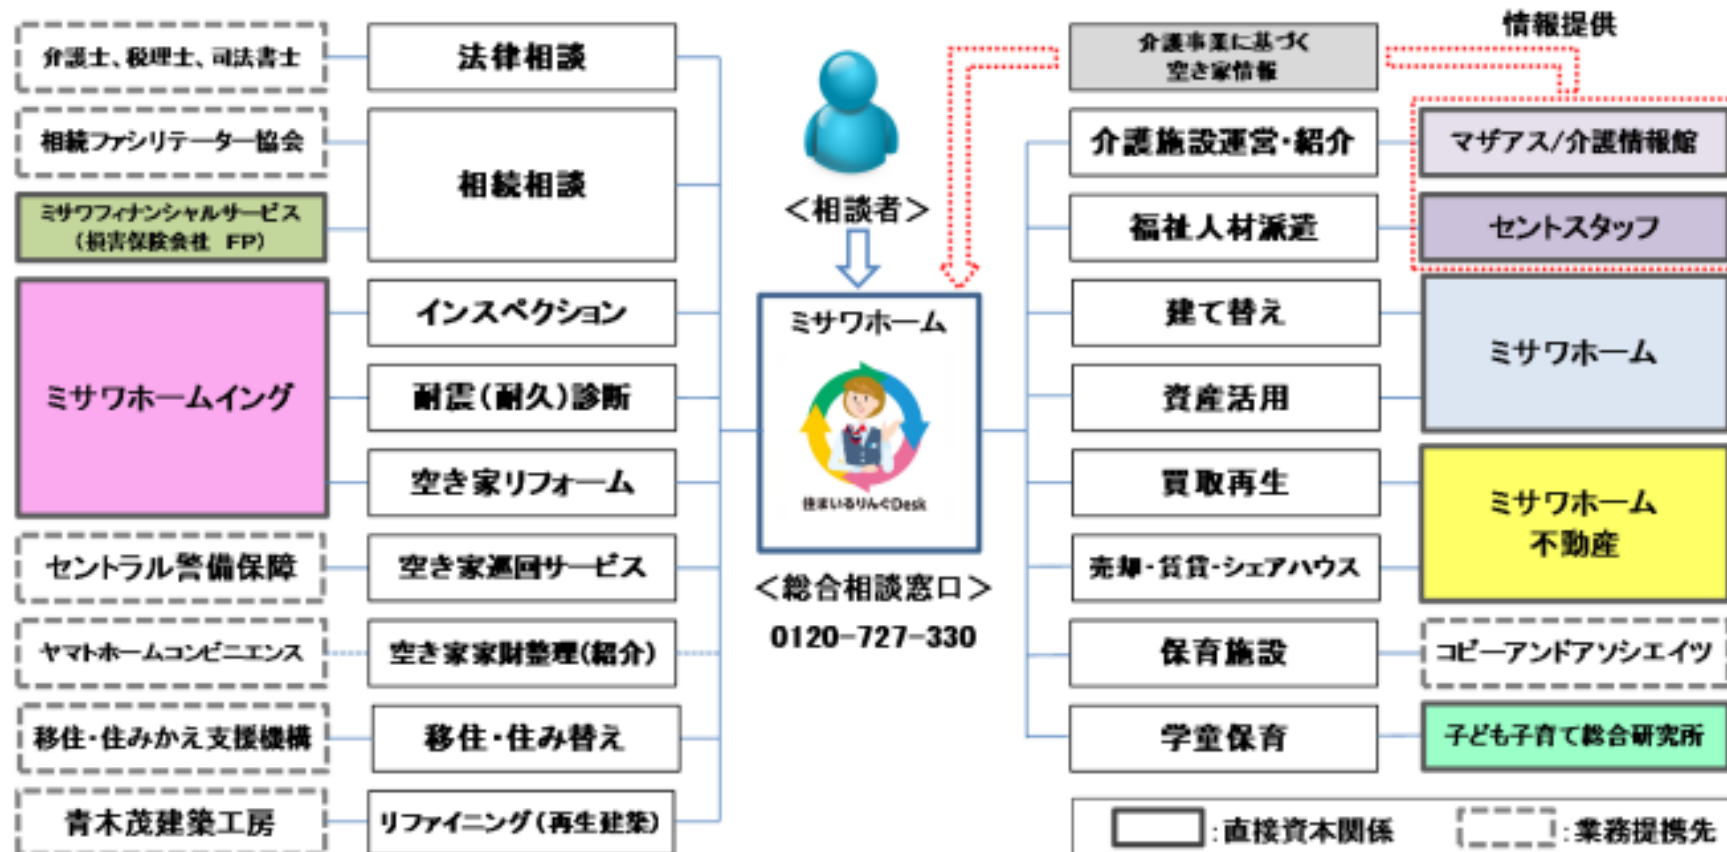 介護士、税理士、司法書士
法律相談
相続ファシリテーター協会
相続相談
ミサワフィナンシャルサービス
(損害保険会社 FP)
ミサワホームイング
インスペクション
耐震(耐久)診断
空き家リフォーム
セントラル警備保障
空き家巡回サービス
ヤマトホームコンビニエンス
空き家家財整理(紹介)
移住・住みかえ支援機構
移住・住み替え
青木茂建築工房
リファイニング(再生建築)
<相談者>
ミサワホーム
住まいるりんぐDesk
<総合相談窓口>
0120-727-330
情報提供
介護事業に基づく
空き家情報
介護施設運営・紹介
マザアス/介護情報館
福祉人材派遣
セントスタッフ
建て替え
資産活用
ミサワホーム
買取再生
売却・賃貸・シェアハウス
ミサワホーム
不動産
保育施設
コビーアンドアソシエイツ
学童保育
子ども子育て総合研究所
:直接資本関係
:業務提携先